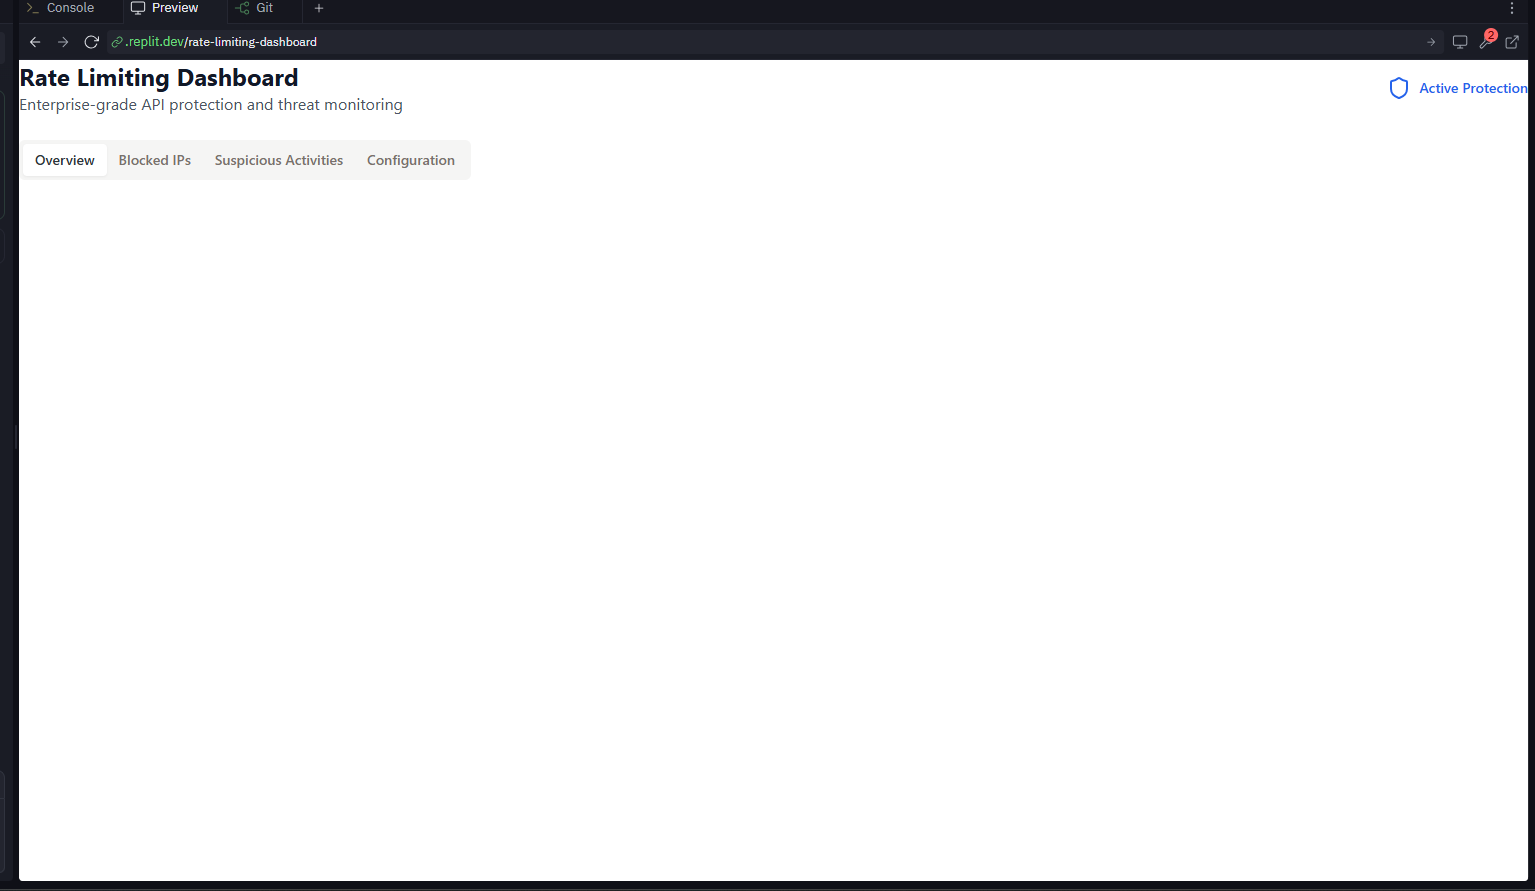 Console Preview Git
.replit.dev/rate-limiting-dashboard 2
Rate Limiting Dashboard
Active Protection
Enterprise-grade API protection and threat monitoring
Overview Blocked IPs Suspicious Activities Configuration